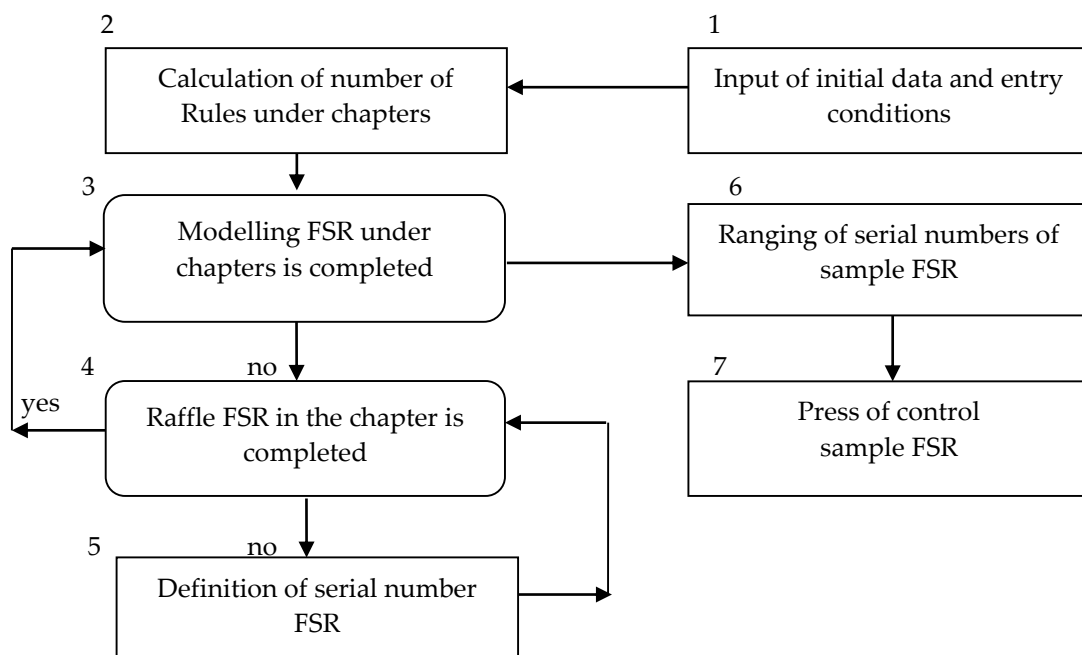 2
1
Calculation of number of
Rules under chapters
Input of initial data and entry
conditions
3
6
Modelling FSR under
chapters is completed
Ranging of serial numbers of
sample FSR
4
no
7
yes
Raffle FSR in the chapter is
completed
Press of control
sample FSR
5
no
Definition of serial number
FSR